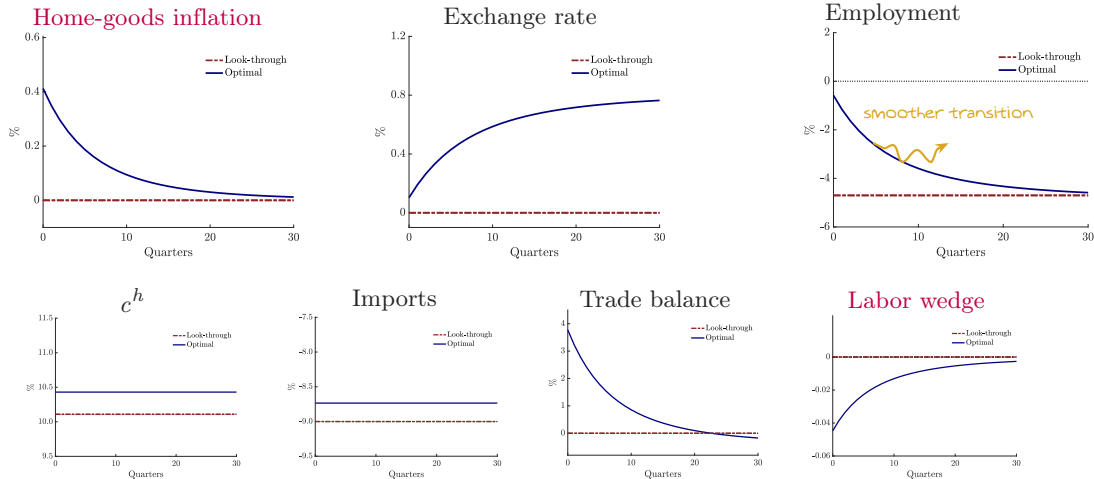 Home-goods inflation
0.6
0.4
0.2
0
%
0
10
20
30
Quarters
Look-through
Optimal
Exchange rate
1.2
0.8
0.4
0
%
0
10
20
30
Quarters
Look-through
Optimal
Employment
2
0
-2
-4
-6
%
0
10
20
30
Quarters
Look-through
Optimal
smoother transition
c^h
11.5
11.0
10.5
10.0
9.5
%
0
10
20
30
Quarters
Look-through
Optimal
Imports
-7.5
-8.0
-8.5
-9.0
-9.5
%
0
10
20
30
Quarters
Look-through
Optimal
Trade balance
4
3
2
1
0
%
0
10
20
30
Quarters
Look-through
Optimal
Labor wedge
0
-0.02
-0.04
-0.06
0
10
20
30
Quarters
Look-through
Optimal